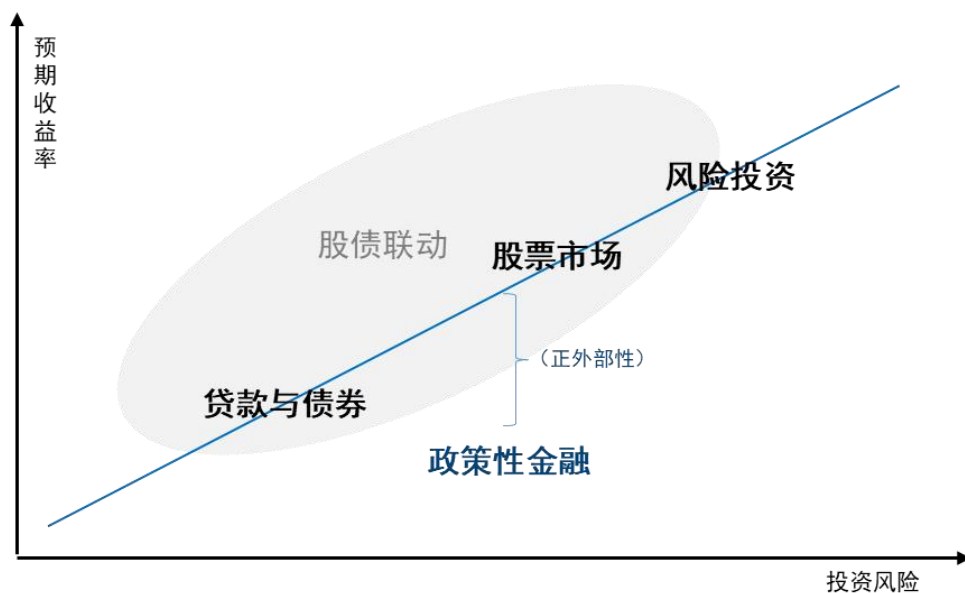 预期收益率
风险投资
股债联动
股票市场
（正外部性）
贷款与债券
政策性金融
投资风险